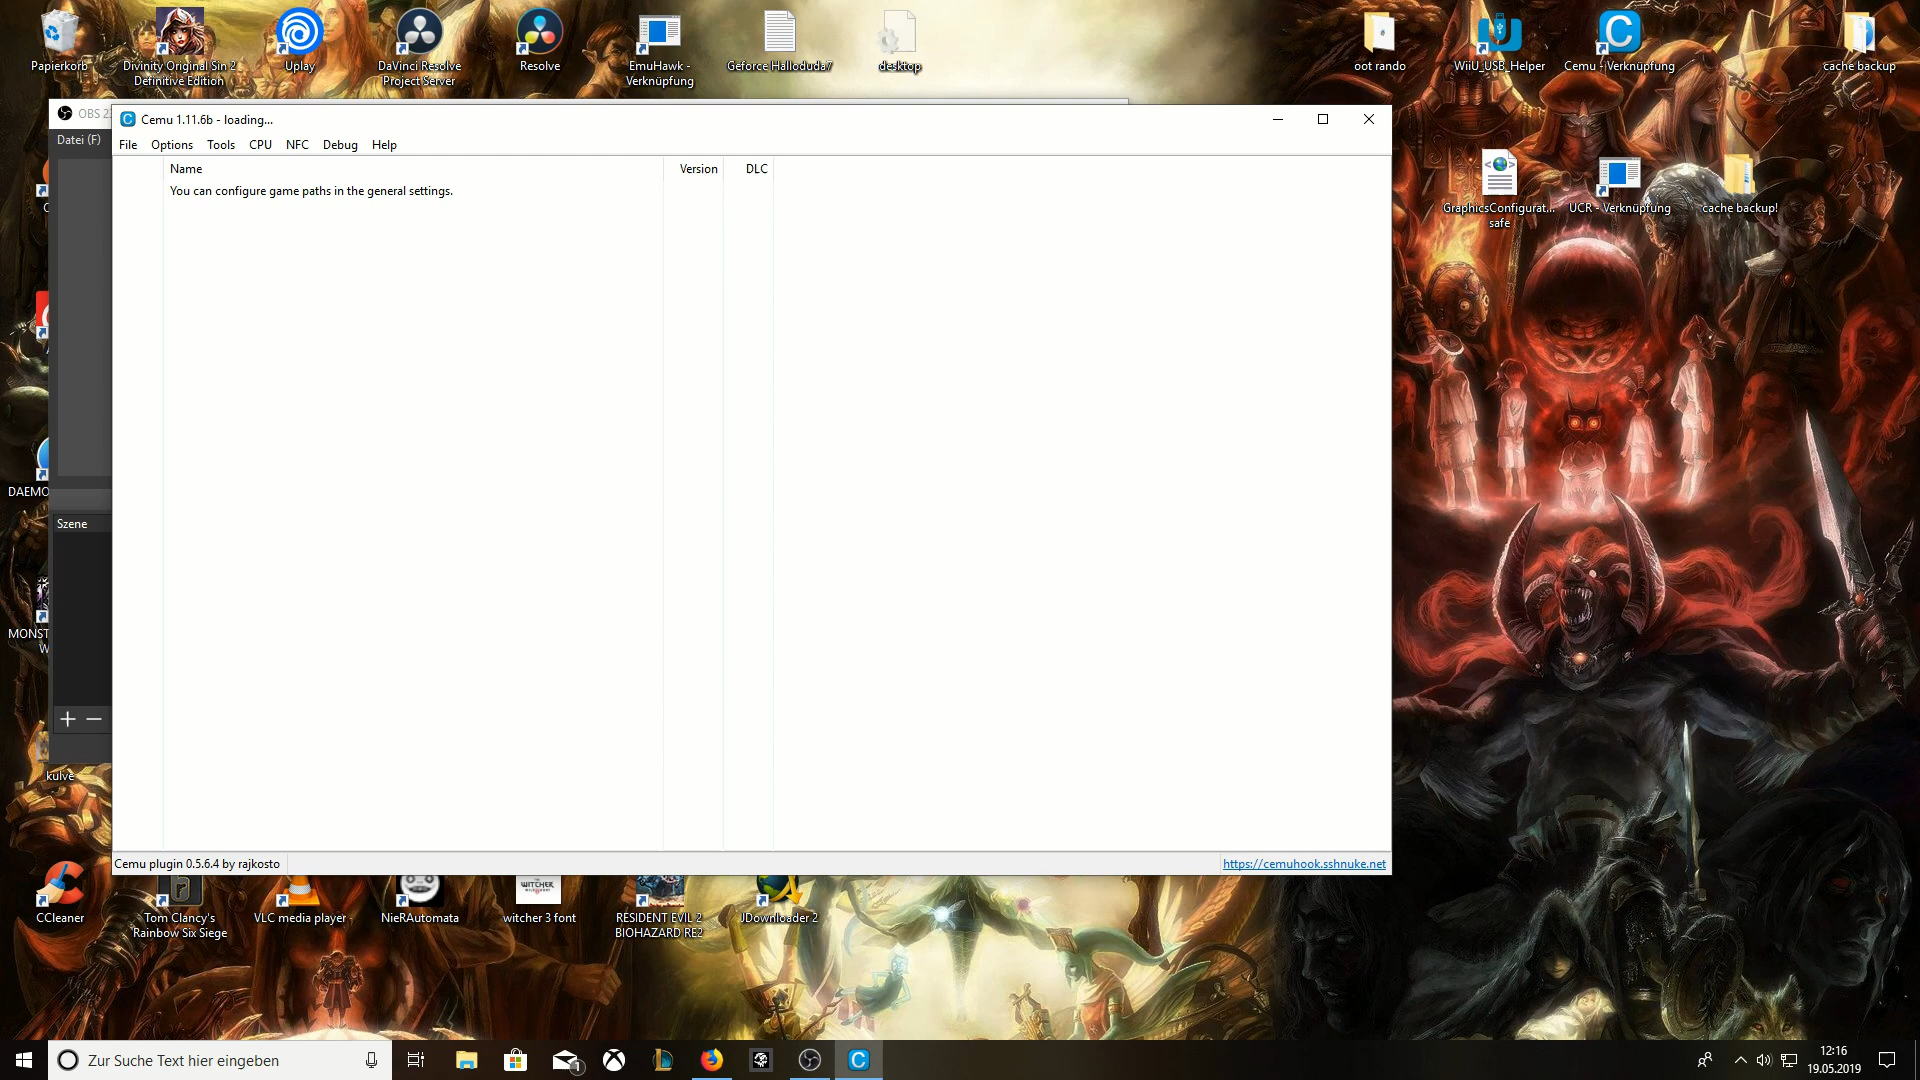 Papierkorb
Divinity Original Sin 2
Definitive Edition
Uplay
DaVinci Resolve
Project Server
Resolve
EmuHawk -
Verknüpfung
Geforce Halloduda7
desktop
oot rando
WiiU_USB_Helper
Cemu - Verknüpfung
cache backup
OBS 2
Datei (F)
Cemu 1.11.6b - loading...
File Options Tools CPU NFC Debug Help
Name Version DLC
You can configure game paths in the general settings.
GraphicsConfigurat...
safe
UCR - Verknüpfung
cache backup!
DAEMO
Szene
MONST
W
kulve
Cemu plugin 0.5.6.4 by rajkosto
https://cemuhook.sshnuke.net
CCleaner
Tom Clancy's
Rainbow Six Siege
VLC media player
NieRAutomata
WITCHER
witcher 3 font
RESIDENT EVIL 2
BIOHAZARD RE2
JDownloader 2
Zur Suche Text hier eingeben
1
12:16
19.05.2019